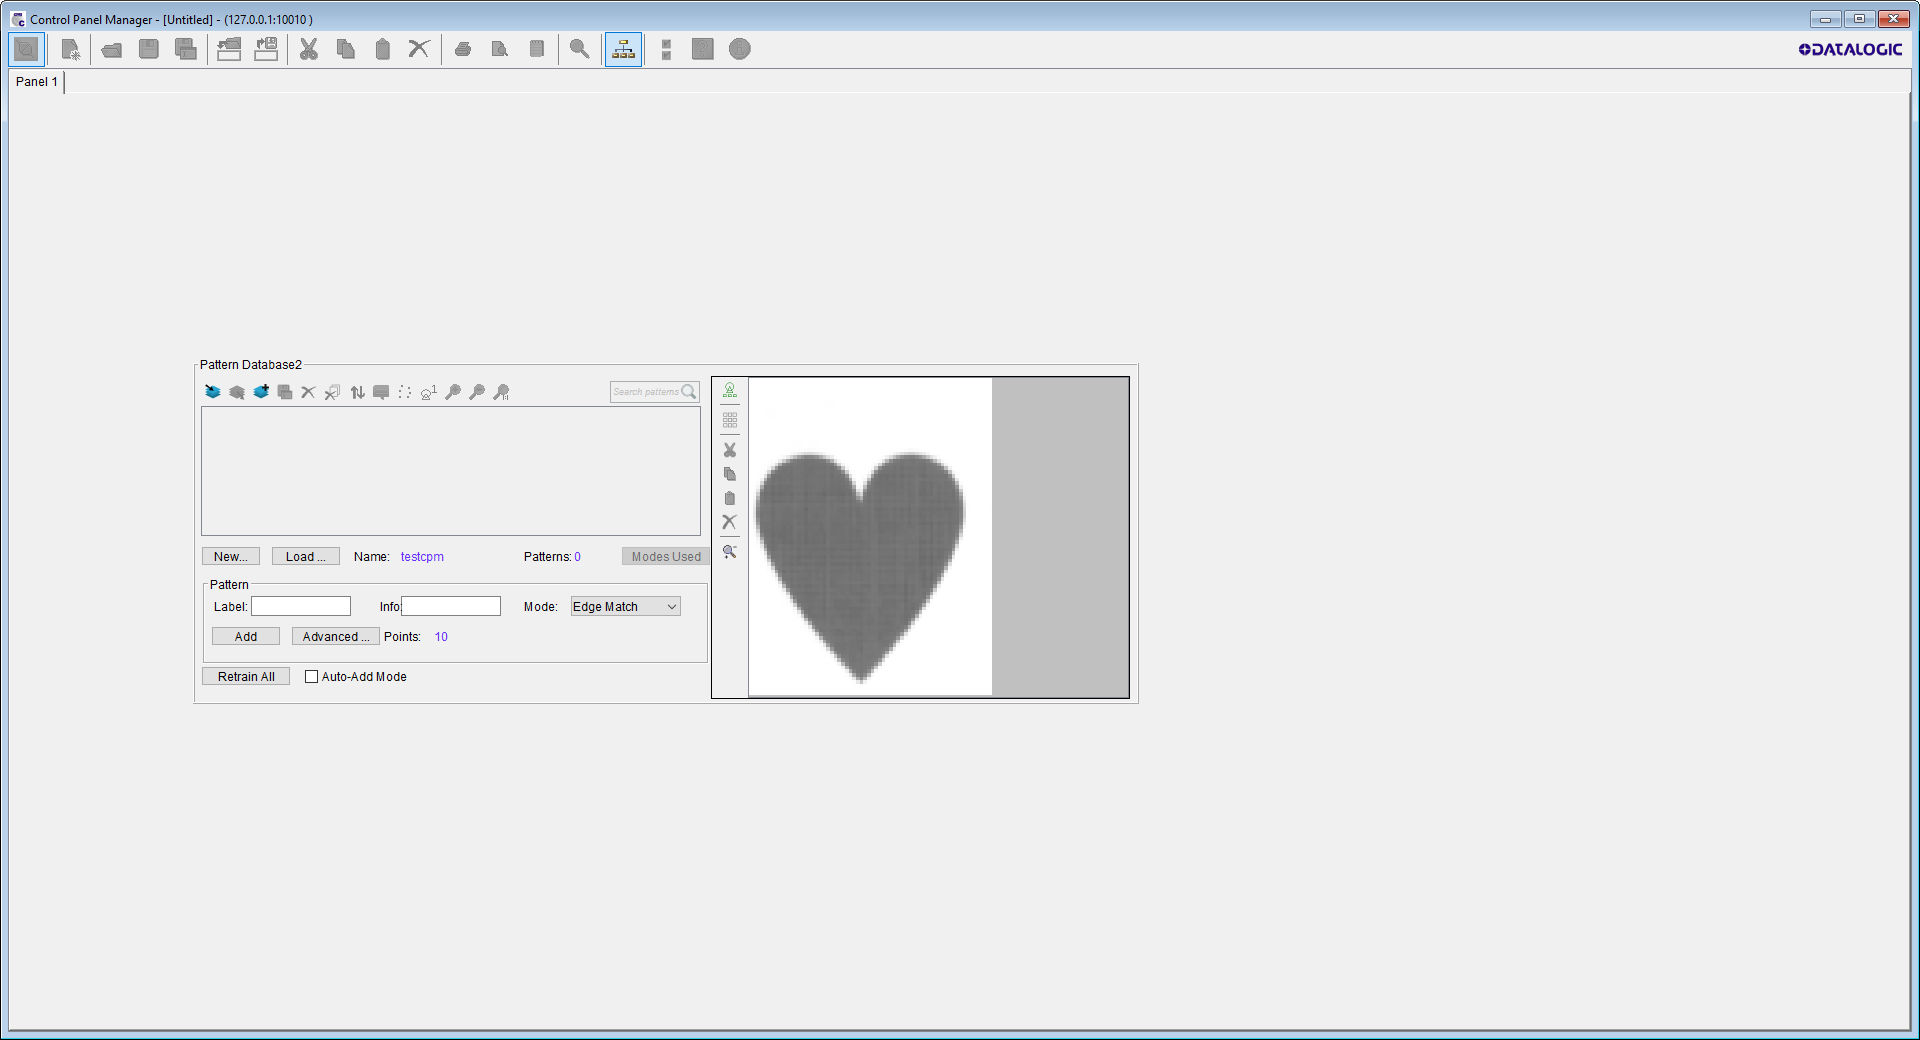 Control Panel Manager - [Untitled] - (127.0.0.1:10010 )
DATALOGIC
Panel 1
Pattern Database2
Search patterns
New...
Load ...
Name:
testcpm
Patterns: 0
Modes Used
Pattern
Label:
Info:
Mode:
Edge Match
Add
Advanced ...
Points:
10
Retrain All
Auto-Add Mode